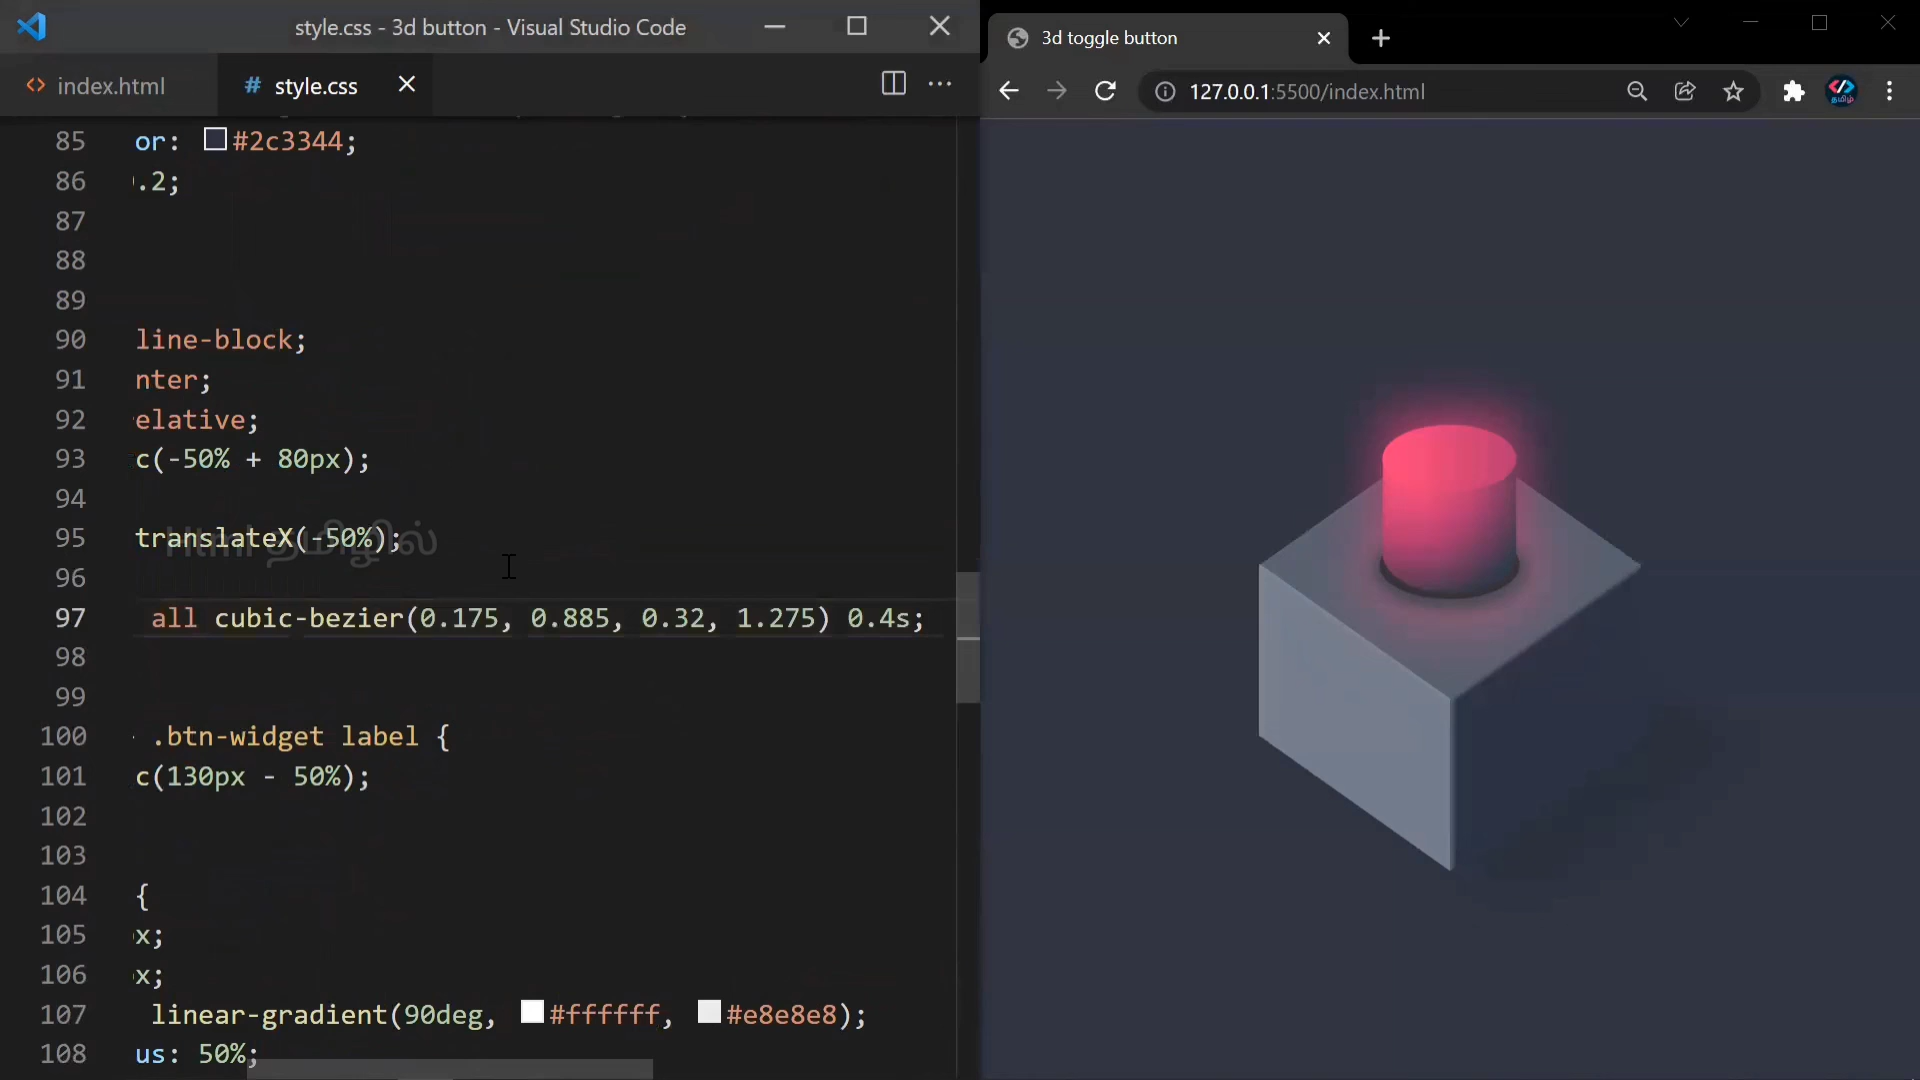 style.css - 3d button - Visual Studio Code
index.html
# style.css
85 or: #2c3344;
86 .2;
87
88
89
90 line-block;
91 nter;
92 elative;
93 c(-50% + 80px);
94
95 translateX(-50%);
Html தமிழில்
96
97 all cubic-bezier(0.175, 0.885, 0.32, 1.275) 0.4s;
98
99
100 .btn-widget label {
101 c(130px - 50%);
102
103
104 {
105 x;
106 x;
107 linear-gradient(90deg, #ffffff, #e8e8e8);
108 us: 50%;
3d toggle button
127.0.0.1:5500/index.html
தமிழ்